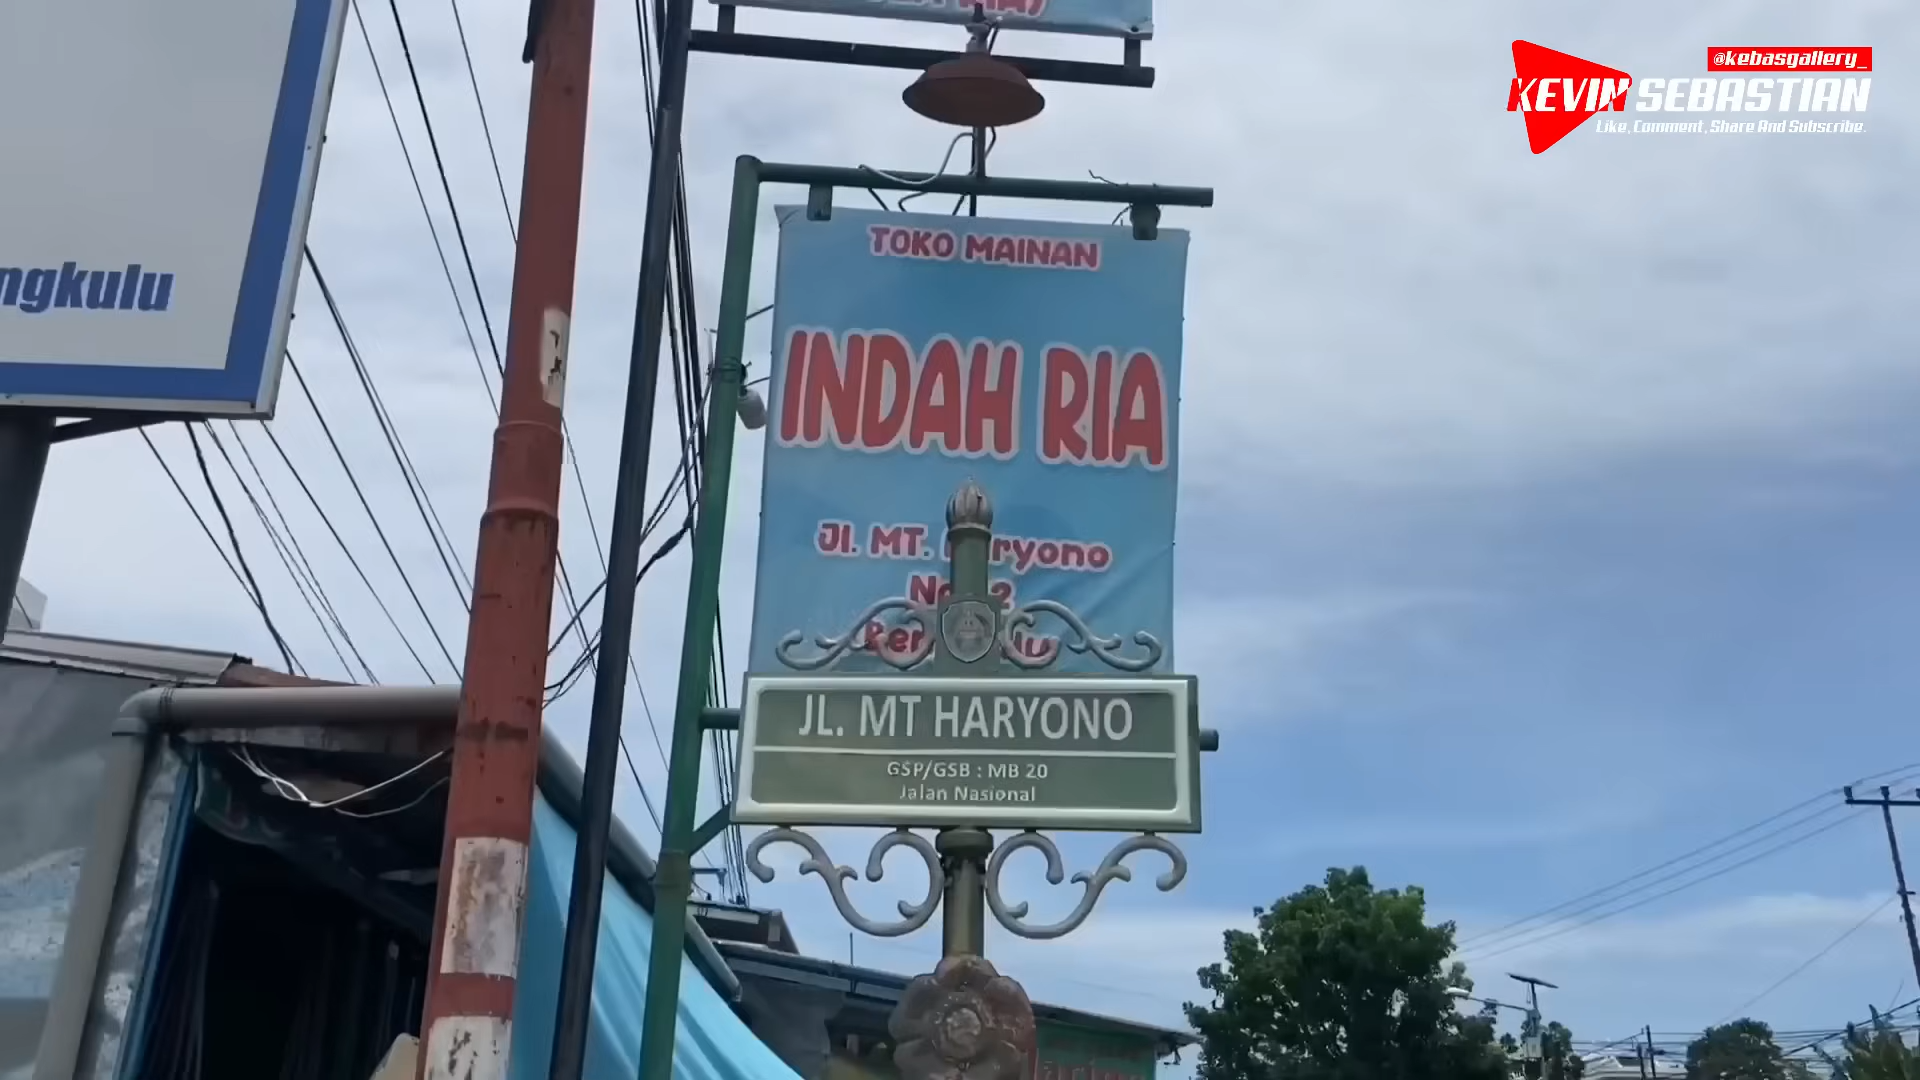 @kebasgallery_
KEVIN SEBASTIAN
Like, Comment, Share And Subscribe.
ngkulu
TOKO MAINAN
INDAH RIA
Jl. MT. ryono
JL. MT HARYONO
GSP/GSB : MB 20
Jalan Nasional